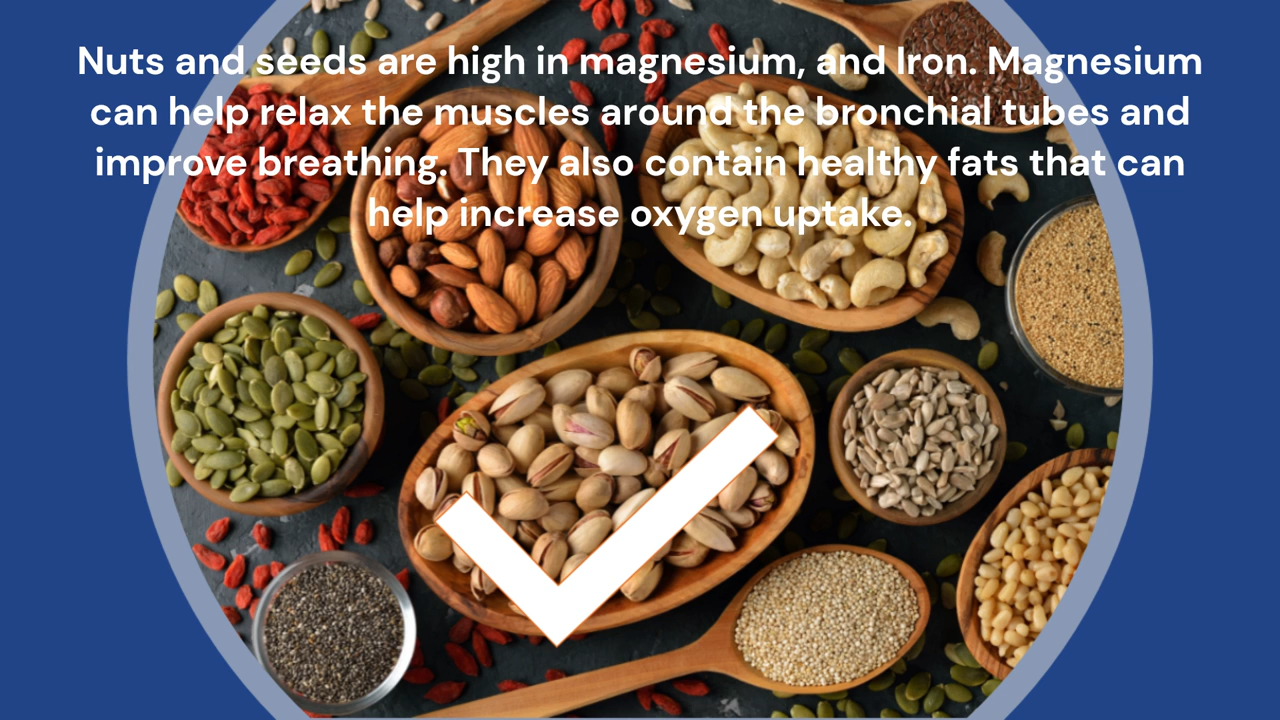 Nuts and seeds are high in magnesium, and Iron. Magnesium
can help relax the muscles around the bronchial tubes and
improve breathing. They also contain healthy fats that can
help increase oxygen uptake.